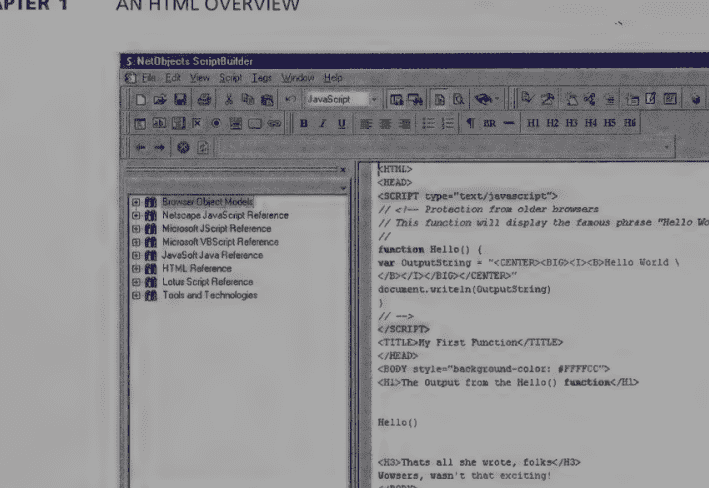 APTER 1 AN HTML OVERVIEW
NetObjects ScriptBuilder
File Edit View Script Tags Window Help
JavaScript
B I U BR H1 H2 H3 H4 H5 H6
Browser Object Models
Netscape JavaScript Reference
Microsoft JScript Reference
Microsoft VBScript Reference
JavaSoft Java Reference
HTML Reference
Lotus Script Reference
Tools and Technologies
<HTML>
<HEAD>
<SCRIPT type="text/javascript">
// <!-- Protection from older browsers
// This function will display the famous phrase "Hello Wo
//
function Hello() {
var OutputString = "<CENTER><BIG><I><B>Hello World \
</B></I></BIG></CENTER>"
document.writeln(OutputString)
}
// -->
</SCRIPT>
<TITLE>My First Function</TITLE>
</HEAD>
<BODY style="background-color: #FFFFCC">
<H1>The Output from the Hello() function</H1>
Hello()
<H3>Thats all she wrote, folks</H3>
Wowsers, wasn't that exciting!
</BODY>